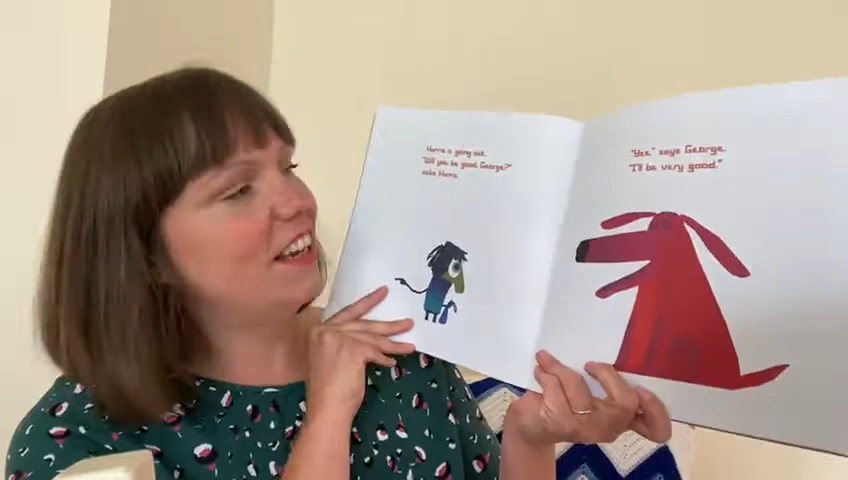 Harris is going out.
"Will you be good, George?"
asks Harris.
"Yes," says George.
"I'll be very good."